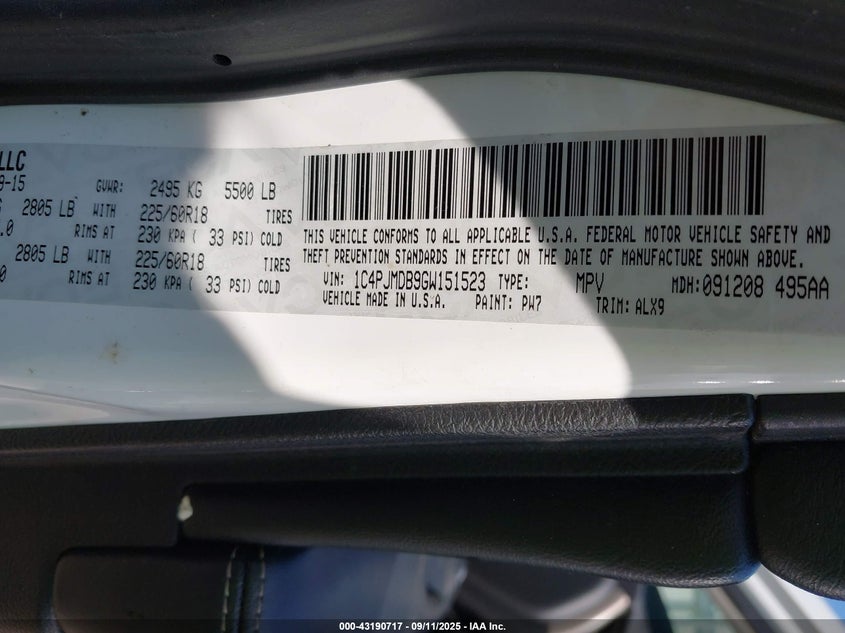 LLC
9-15
GVWR: 2495 KG 5500 LB
2805 LB WITH 225/60R18 TIRES
.0 RIMS AT 230 KPA ( 33 PSI) COLD
2805 LB WITH 225/60R18 TIRES
0 RIMS AT 230 KPA ( 33 PSI) COLD
THIS VEHICLE CONFORMS TO ALL APPLICABLE U.S.A. FEDERAL MOTOR VEHICLE SAFETY AND
THEFT PREVENTION STANDARDS IN EFFECT ON THE DATE OF MANUFACTURE SHOWN ABOVE.
VIN: 1C4PJMDB9GW151523 TYPE: MPV MDH:091208 495AA
VEHICLE MADE IN U.S.A. PAINT: PW7 TRIM: ALX9
000-43190717 - 09/11/2025 - IAA Inc.